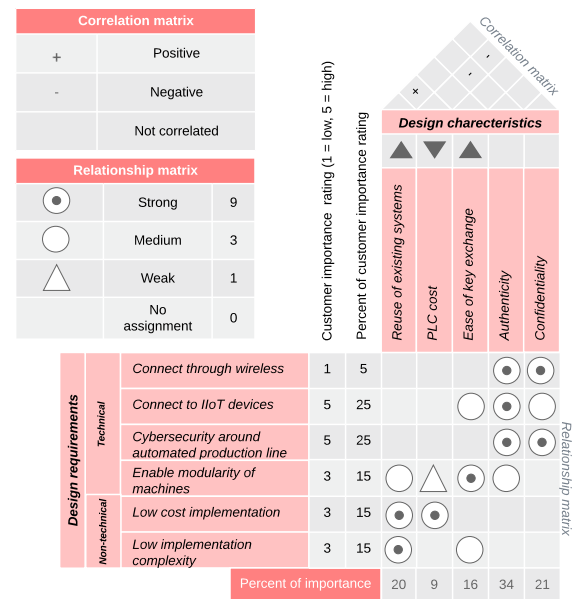 Correlation matrix
+ Positive
- Negative
Not correlated
Relationship matrix
Strong 9
Medium 3
Weak 1
No
assignment 0
Customer importance rating (1 = low, 5 = high)
Percent of customer importance rating
Correlation matrix
-
-
+
Design charecteristics
Reuse of existing systems
PLC cost
Ease of key exchange
Authenticity
Confidentiality
Design requirements
Technical
Non-technical
Connect through wireless 1 5
Connect to IIoT devices 5 25
Cybersecurity around
automated production line 5 25
Enable modularity of
machines 3 15
Low cost implementation 3 15
Low implementation
complexity 3 15
Relationship matrix
Percent of importance 20 9 16 34 21